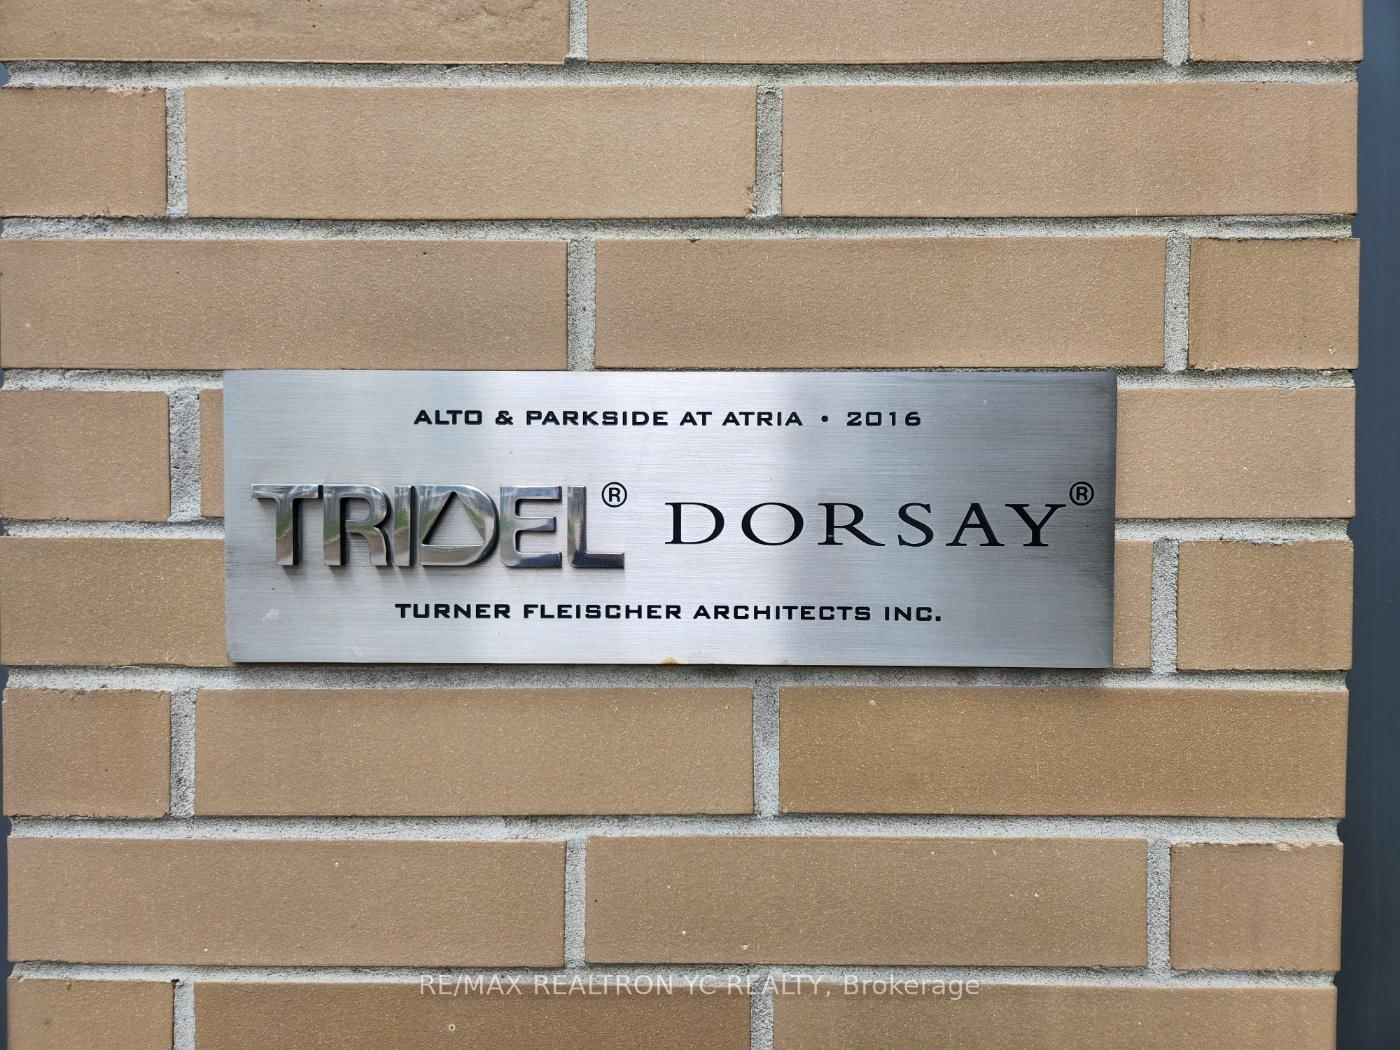 ALTO & PARKSIDE AT ATRIA • 2016
TRIDEL® DORSAY®
TURNER FLEISCHER ARCHITECTS INC.
RE/MAX REALTRON YC REALTY, Brokerage